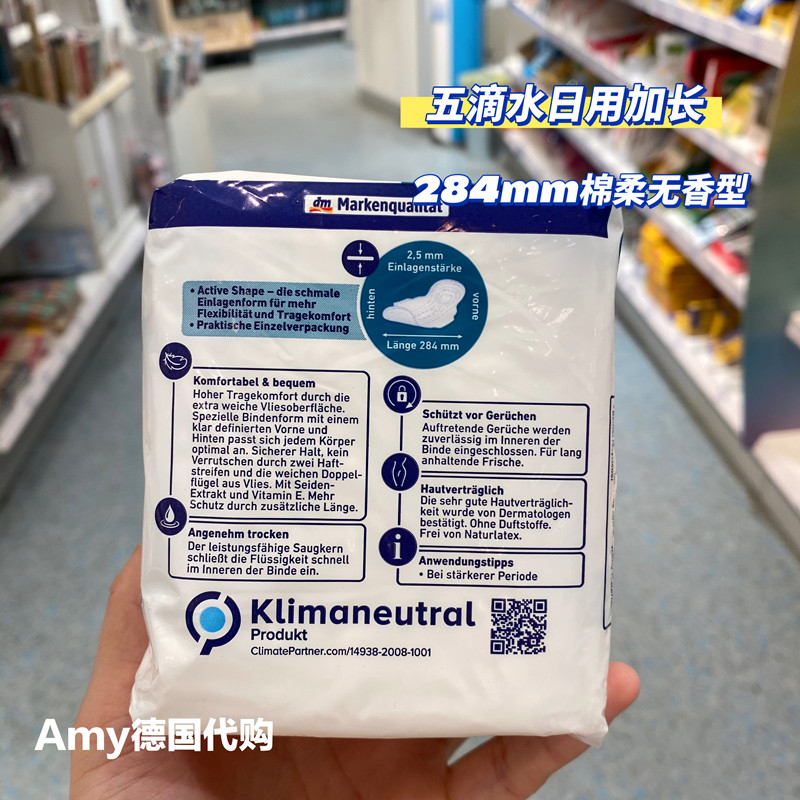 五滴水日用加长
284mm棉柔无香型
dm Markenqualität
2,5 mm
Einlagenstärke
hinten
vorne
Länge 284 mm
• Active Shape – die schmale
Einlagenform für mehr
Flexibilität und Tragekomfort
• Praktische Einzelverpackung
Komfortabel & bequem
Hoher Tragekomfort durch die
extra weiche Vliesoberfläche.
Spezielle Bindenform mit einem
klar definierten Vorne und
Hinten passt sich jedem Körper
optimal an. Sicherer Halt, kein
Verrutschen durch zwei Haft-
streifen und die weichen Doppel-
flügel aus Vlies. Mit Seiden-
Extrakt und Vitamin E. Mehr
Schutz durch zusätzliche Länge.
Angenehm trocken
Der leistungsfähige Saugkern
schließt die Flüssigkeit schnell
im Inneren der Binde ein.
Schützt vor Gerüchen
Auftretende Gerüche werden
zuverlässig im Inneren der
Binde eingeschlossen. Für lang
anhaltende Frische.
Hautverträglich
Die sehr gute Hautverträglich-
keit wurde von Dermatologen
bestätigt. Ohne Duftstoffe.
Frei von Naturlatex.
Anwendungstipps
• Bei stärkerer Periode
Klimaneutral
Produkt
ClimatePartner.com/14938-2008-1001
Amy德国代购